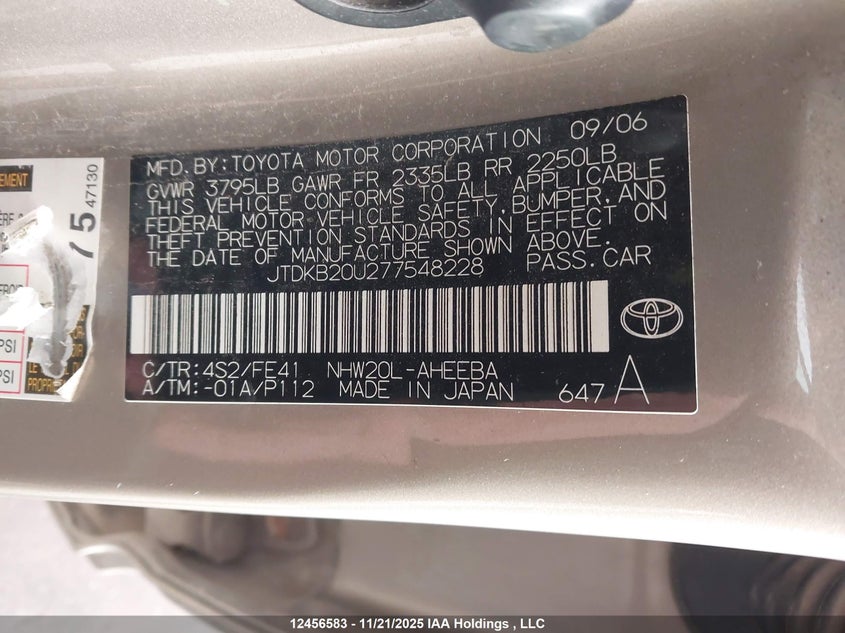 MFD.BY:TOYOTA MOTOR CORPORATION 09/06
GVWR 3795LB GAWR FR 2335LB RR 2250LB
THIS VEHICLE CONFORMS TO ALL APPLICABLE
FEDERAL MOTOR VEHICLE SAFETY,BUMPER,AND
THEFT PREVENTION STANDARDS IN EFFECT ON
THE DATE OF MANUFACTURE SHOWN ABOVE.
JTDKB20U277548228 PASS.CAR
C/TR:4S2/FE41 NHW20L-AHEEBA
A/TM:-01A/P112 MADE IN JAPAN 647A
75
47130
PSI
PSI
12456583 - 11/21/2025 IAA Holdings , LLC